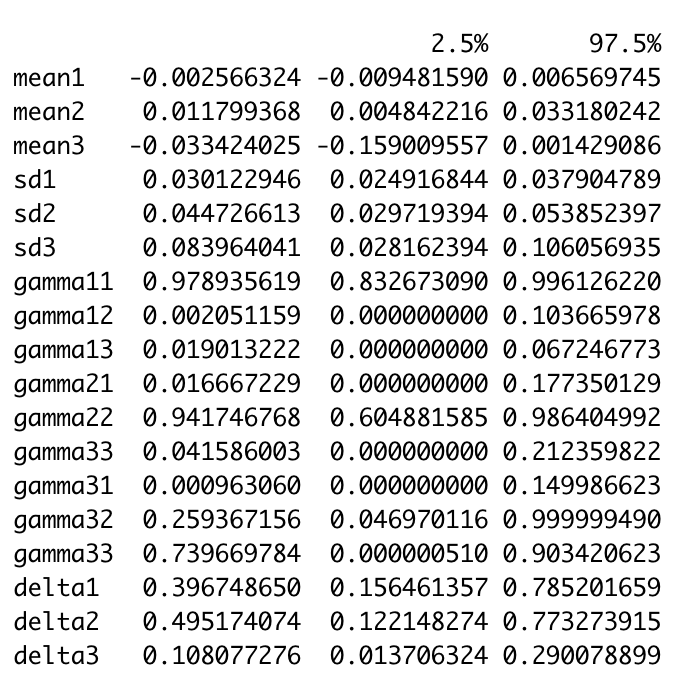 2.5% 97.5%
mean1 -0.002566324 -0.009481590 0.006569745
mean2 0.011799368 0.004842216 0.033180242
mean3 -0.033424025 -0.159009557 0.001429086
sd1 0.030122946 0.024916844 0.037904789
sd2 0.044726613 0.029719394 0.053852397
sd3 0.083964041 0.028162394 0.106056935
gamma11 0.978935619 0.832673090 0.996126220
gamma12 0.002051159 0.000000000 0.103665978
gamma13 0.019013222 0.000000000 0.067246773
gamma21 0.016667229 0.000000000 0.177350129
gamma22 0.941746768 0.604881585 0.986404992
gamma33 0.041586003 0.000000000 0.212359822
gamma31 0.000963060 0.000000000 0.149986623
gamma32 0.259367156 0.046970116 0.999999490
gamma33 0.739669784 0.000000510 0.903420623
delta1 0.396748650 0.156461357 0.785201659
delta2 0.495174074 0.122148274 0.773273915
delta3 0.108077276 0.013706324 0.290078899